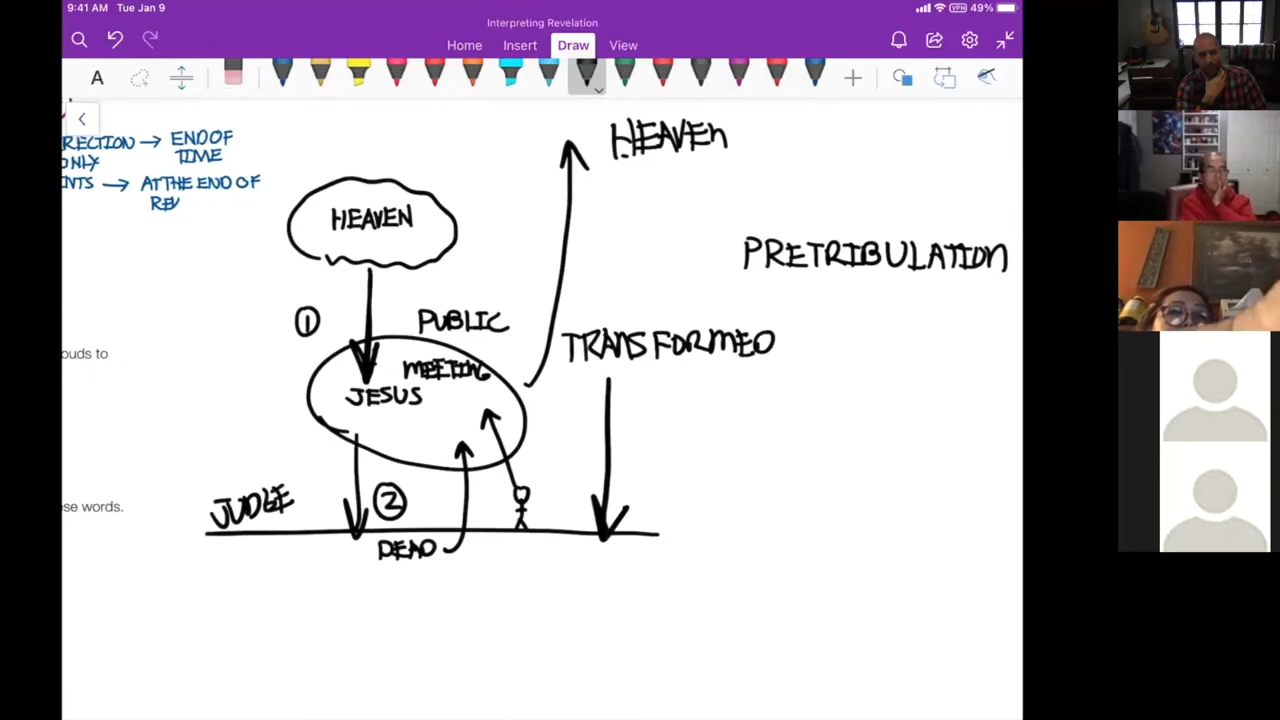 9:41 AM Tue Jan 9
VPN 49%
Interpreting Revelation
Home Insert Draw View
A
RECTION → END OF
ONLY TIME
INTS → AT THE END OF
REV
HEAVEN
HEAVEN
PRETRIBULATION
①
PUBLIC
MEETING
JESUS
TRANSFORMED
ouds to
JUDGE
②
DEAD
ese words.